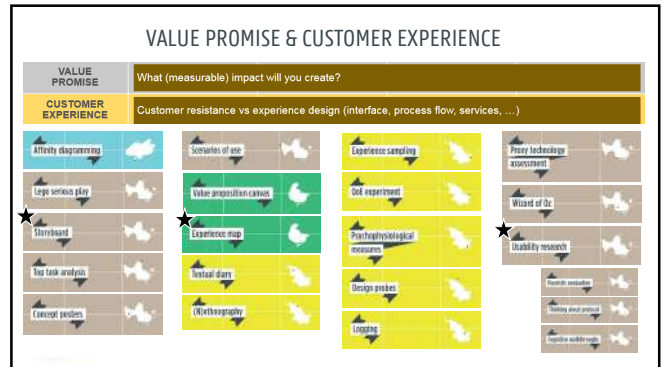 VALUE PROMISE & CUSTOMER EXPERIENCE
VALUE
PROMISE
What (measurable) impact will you create?
CUSTOMER
EXPERIENCE
Customer resistance vs experience design (interface, process flow, services, ...)
Affinity diagramming
Lego serious play
Storyboard
Top task analysis
Concept posters
Scenarios of use
Value proposition canvas
Experience map
Textual diary
(N)ethnography
Experience sampling
QoE experiment
Psychophysiological
measures
Design probes
Logging
Proxy technology
assessment
Wizard of Oz
Usability research
Heuristic evaluation
Thinking aloud protocol
Cognitive walkthrough